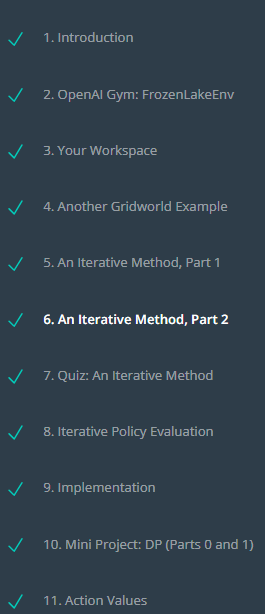 1. Introduction
2. OpenAI Gym: FrozenLakeEnv
3. Your Workspace
4. Another Gridworld Example
5. An Iterative Method, Part 1
6. An Iterative Method, Part 2
7. Quiz: An Iterative Method
8. Iterative Policy Evaluation
9. Implementation
10. Mini Project: DP (Parts 0 and 1)
11. Action Values